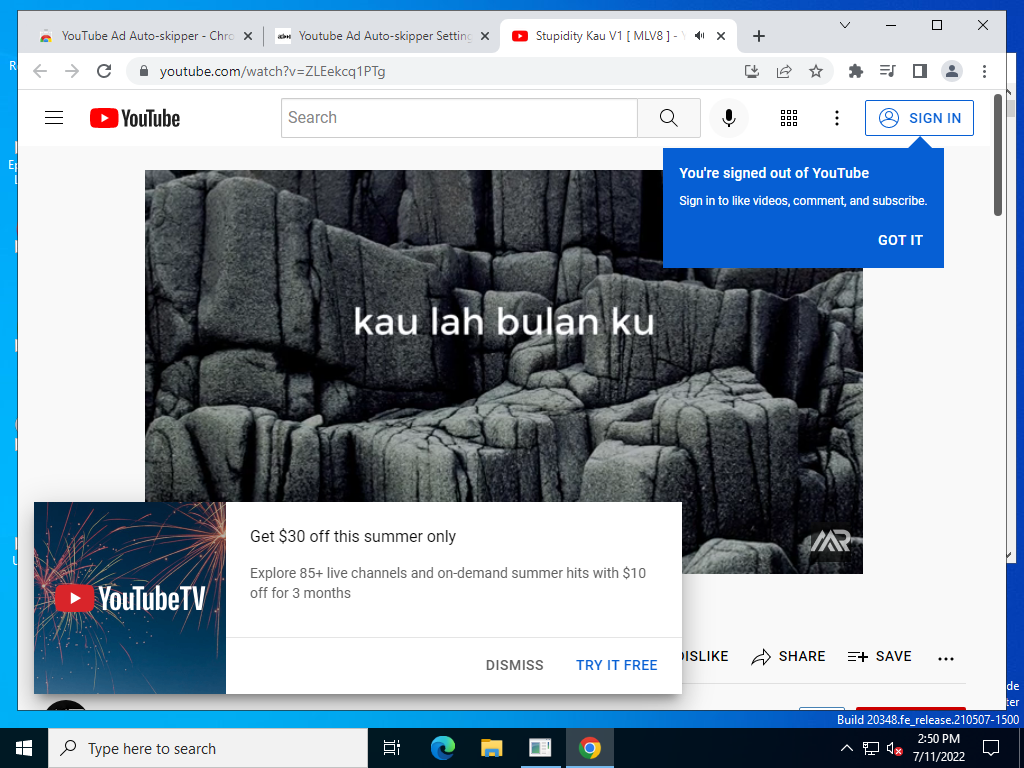 YouTube Ad Auto-skipper - Chro
Youtube Ad Auto-skipper Setting
Stupidity Kau V1 [ MLV8 ] - Y
youtube.com/watch?v=ZLEekcq1PTg
YouTube
Search
SIGN IN
You're signed out of YouTube
Sign in to like videos, comment, and subscribe.
GOT IT
kau lah bulan ku
MR
YouTubeTV
Get $30 off this summer only
Explore 85+ live channels and on-demand summer hits with $10
off for 3 months
DISMISS
TRY IT FREE
DISLIKE
SHARE
SAVE
Build 20348.fe_release.210507-1500
Type here to search
2:50 PM
7/11/2022